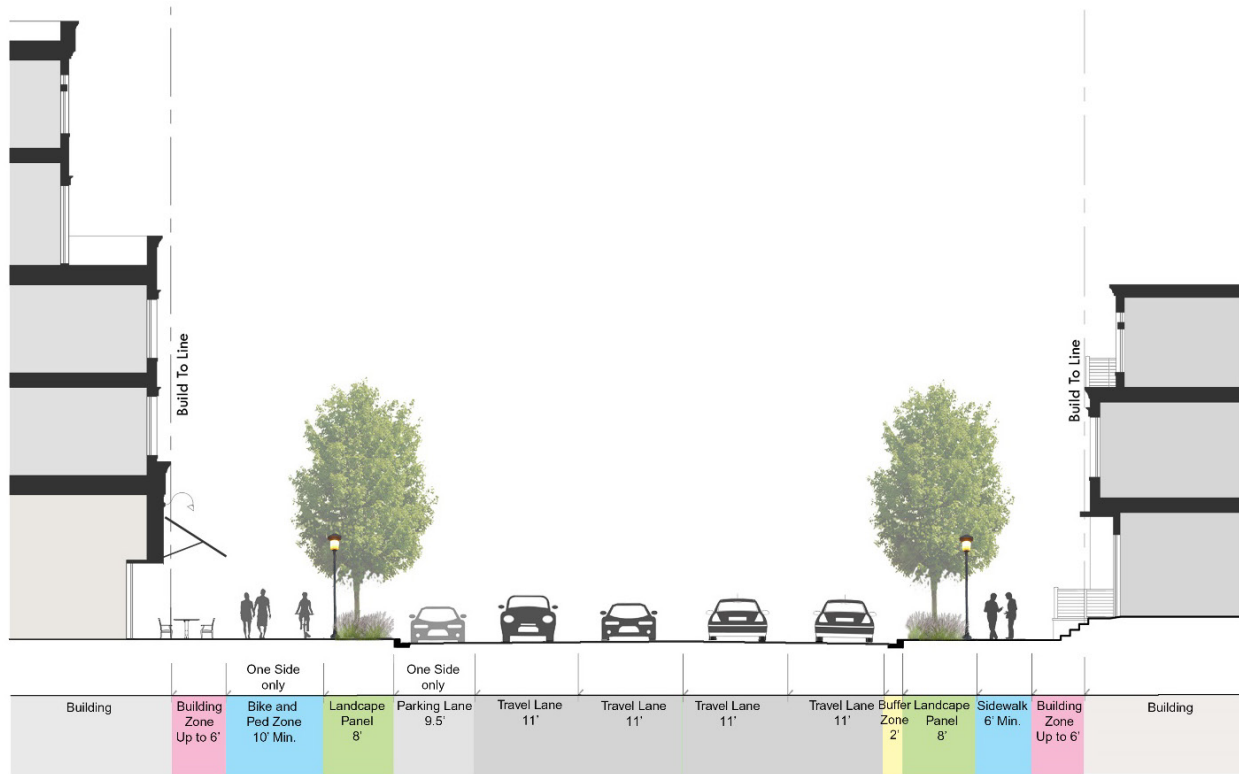 Build To Line
Build To Line
One Side
only
One Side
only
Building
Building
Zone
Up to 6'
Bike and
Ped Zone
10' Min.
Landcape
Panel
8'
Parking Lane
9.5'
Travel Lane
11'
Travel Lane
11'
Travel Lane
11'
Travel Lane
11'
Buffer
Zone
2'
Landcape
Panel
8'
Sidewalk
6' Min.
Building
Zone
Up to 6'
Building